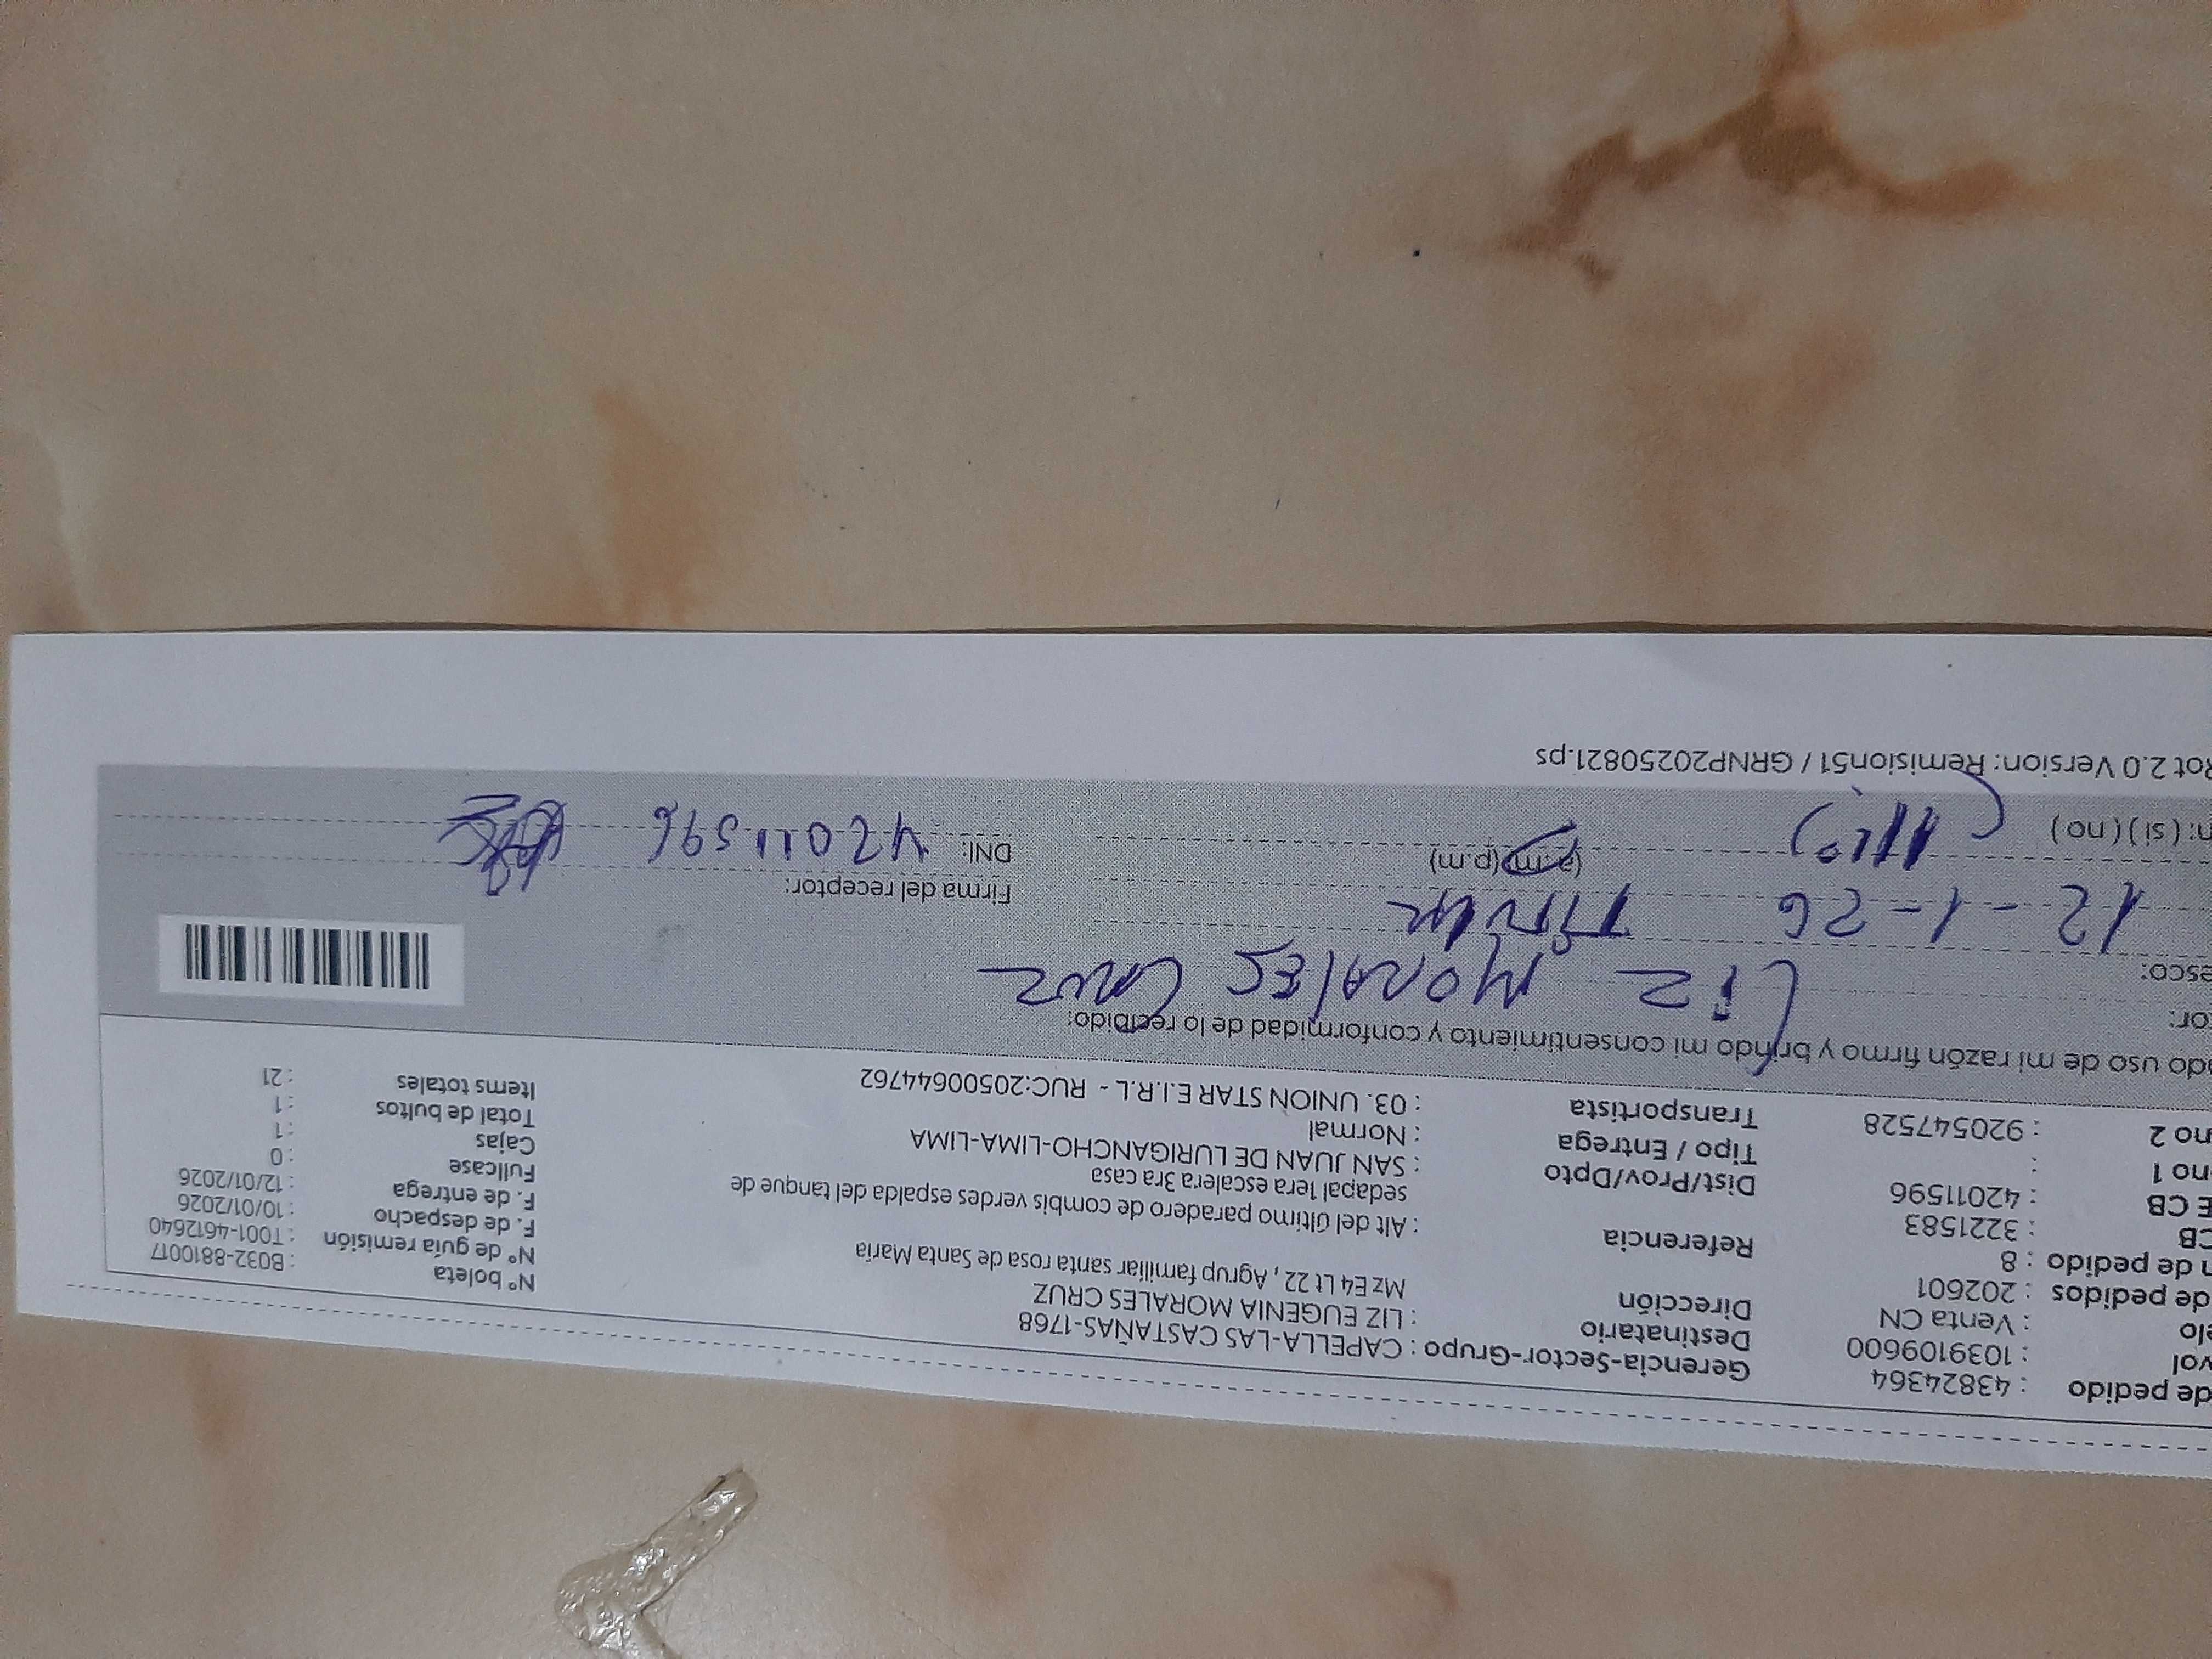 de pedido : 43824364
vol : 1039109600
elo : Venta CN
de pedidos : 202601
n de pedido : 8
CB : 3221583
E CB : 42011596
ono 1 :
no 2 : 920547528
Gerencia-Sector-Grupo : CAPELLA-LAS CASTAÑAS-1768
Destinatario : LIZ EUGENIA MORALES CRUZ
Dirección Mz E4 Lt 22 , Agrup familiar santa rosa de Santa María
Referencia : Alt del último paradero de combis verdes espalda del tanque de
sedapal 1era escalera 3ra casa
Dist/Prov/Dpto : SAN JUAN DE LURIGANCHO-LIMA-LIMA
Tipo / Entrega : Normal
Transportista : 03. UNION STAR E.I.R.L - RUC:20500644762
N° boleta : B032-8810017
N° de guía remisión : T001-4612640
F. de despacho : 10/01/2026
F. de entrega : 12/01/2026
Fullcase : 0
Cajas : 1
Total de bultos : 1
Items totales : 21
do uso de mi razón firmo y brindo mi consentimiento y conformidad de lo recibido:
or: Liz MORALES CRUZ
esco:
12-1-26
(a.m) (p.m)
n: ( si ) ( no )
Firma del receptor:
DNI: 42011596
Rot 2.0 Version: Remision51 / GRNP20250821.ps